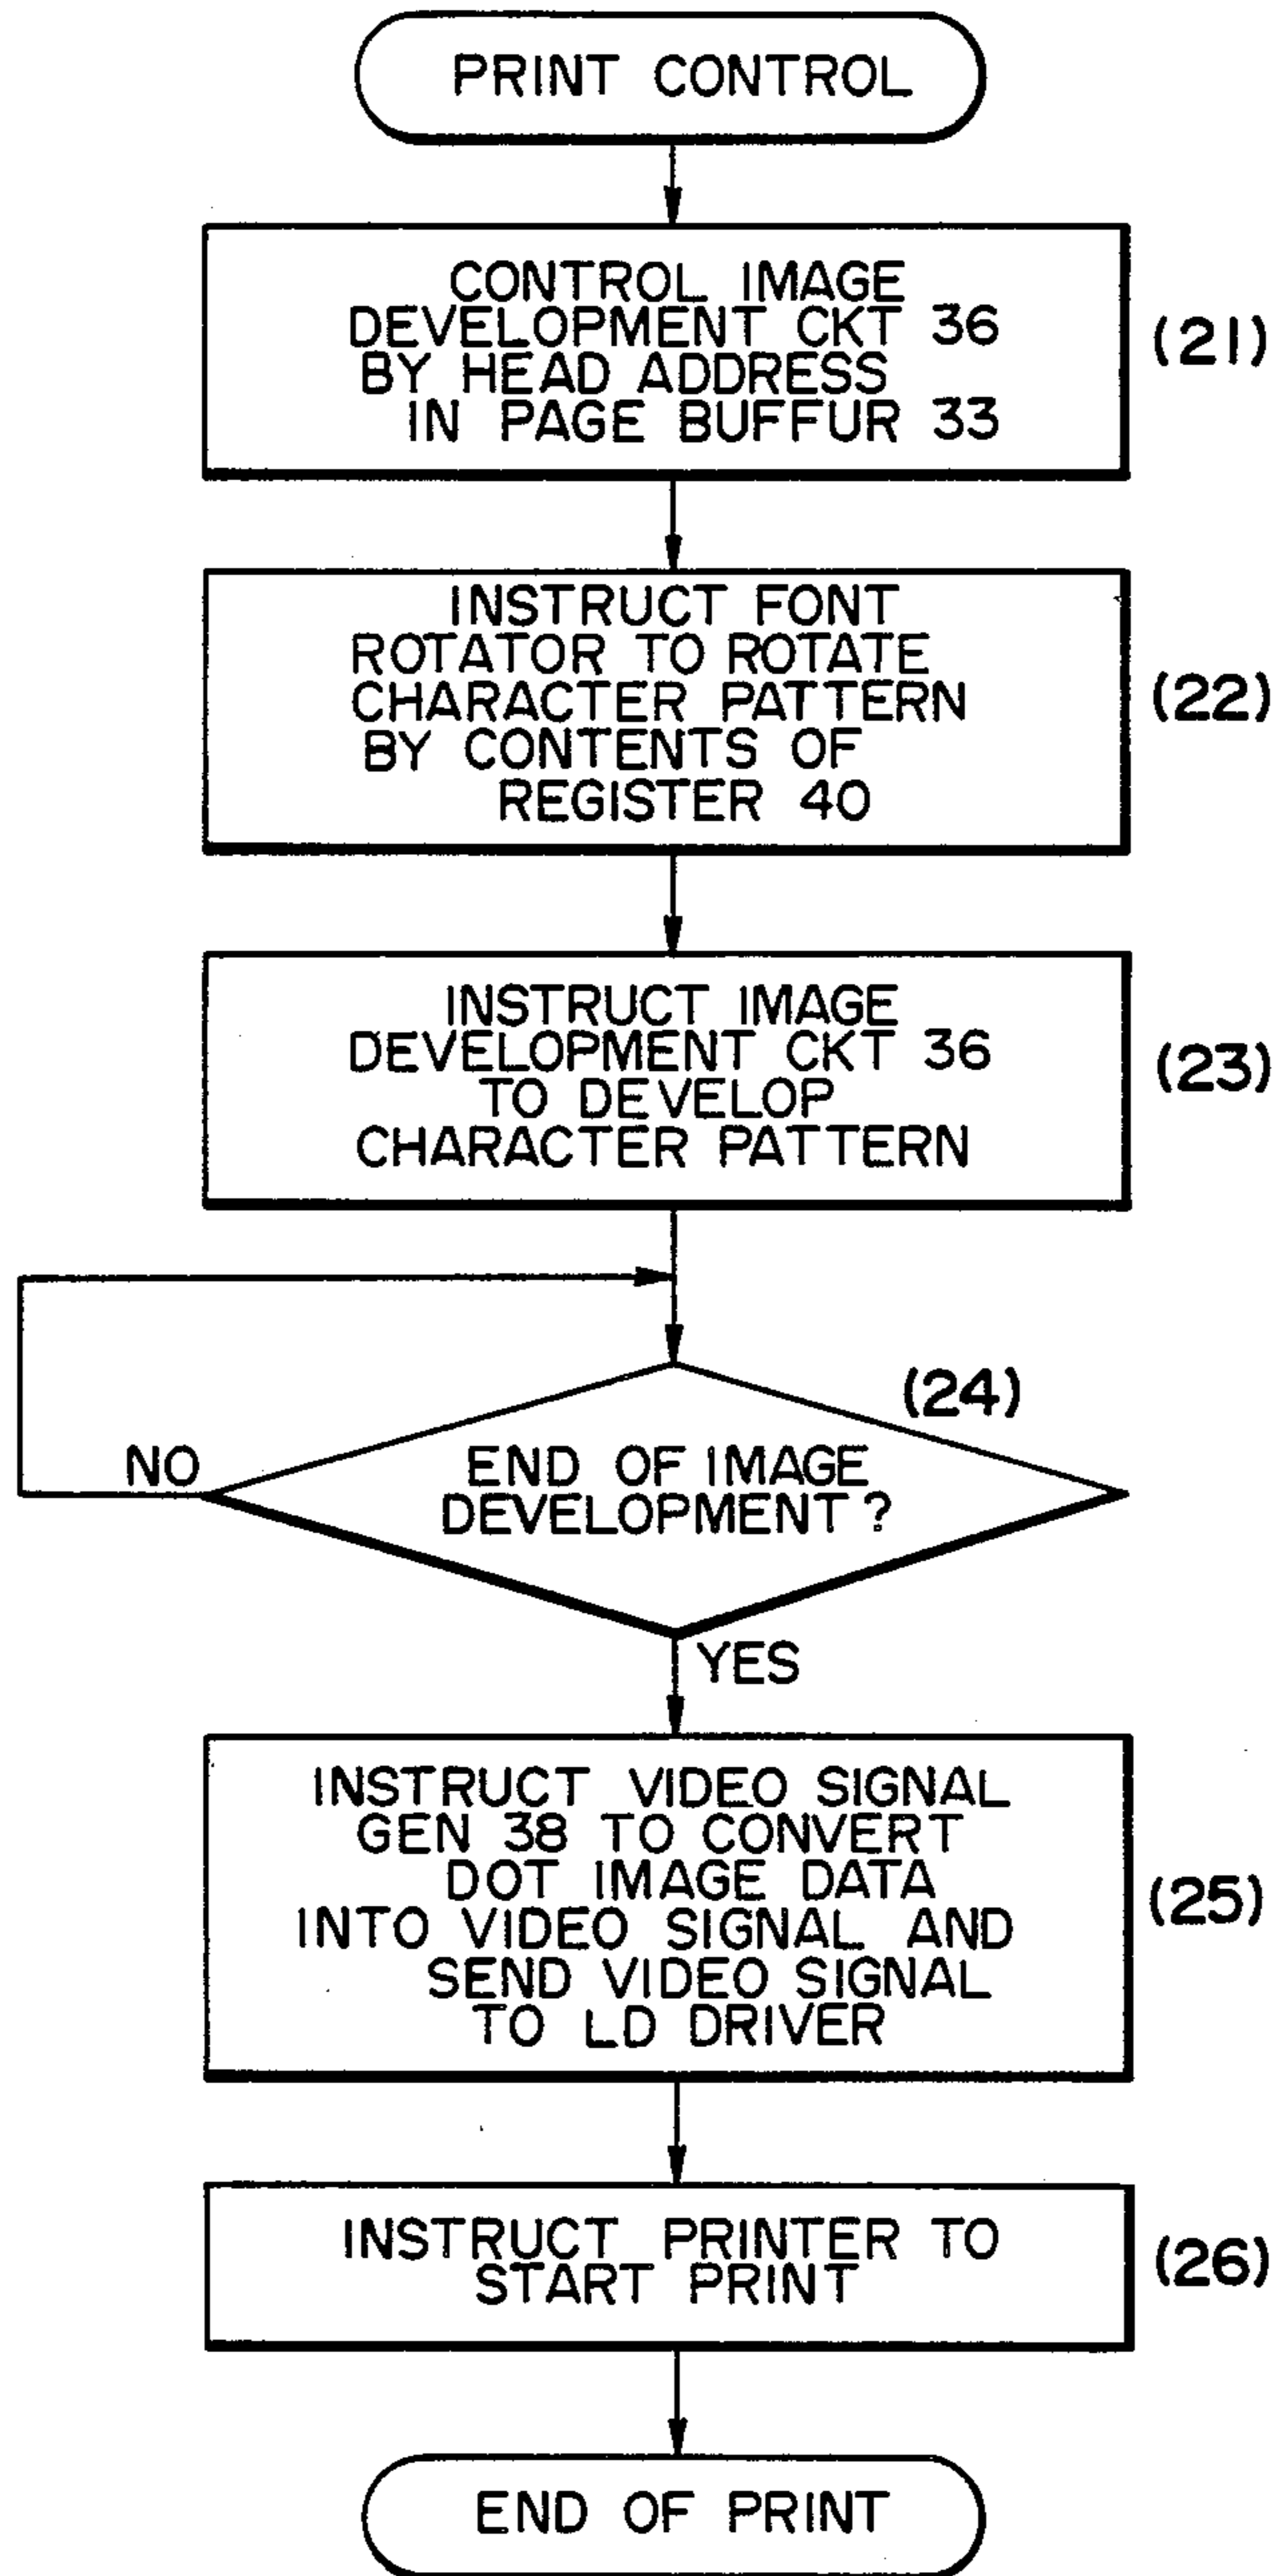 PRINT CONTROL
CONTROL IMAGE
DEVELOPMENT CKT 36
BY HEAD ADDRESS
IN PAGE BUFFUR 33
(21)
INSTRUCT FONT
ROTATOR TO ROTATE
CHARACTER PATTERN
BY CONTENTS OF
REGISTER 40
(22)
INSTRUCT IMAGE
DEVELOPMENT CKT 36
TO DEVELOP
CHARACTER PATTERN
(23)
(24)
END OF IMAGE
DEVELOPMENT ?
NO
YES
INSTRUCT VIDEO SIGNAL
GEN 38 TO CONVERT
DOT IMAGE DATA
INTO VIDEO SIGNAL AND
SEND VIDEO SIGNAL
TO LD DRIVER
(25)
INSTRUCT PRINTER TO
START PRINT
(26)
END OF PRINT